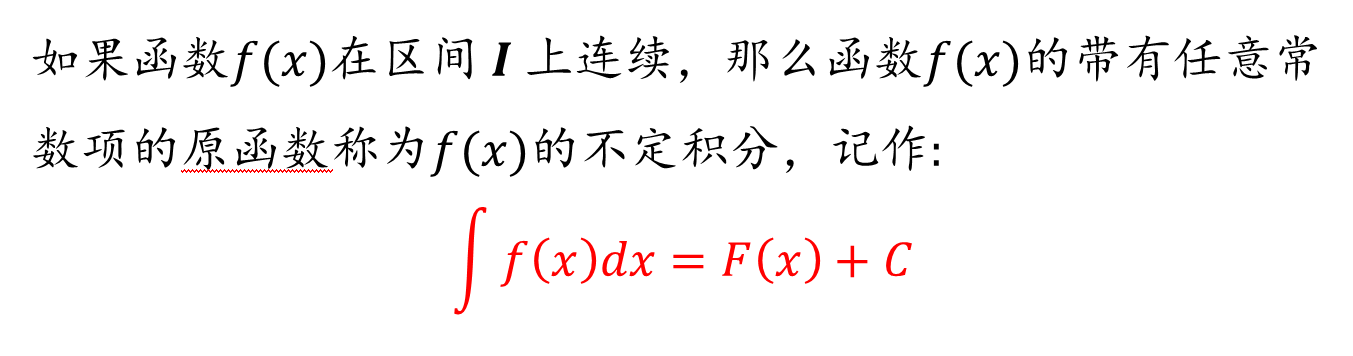 如果函数f(x)在区间 I 上连续，那么函数f(x)的带有任意常
数项的原函数称为f(x)的不定积分，记作:
∫ f(x)dx = F(x) + C